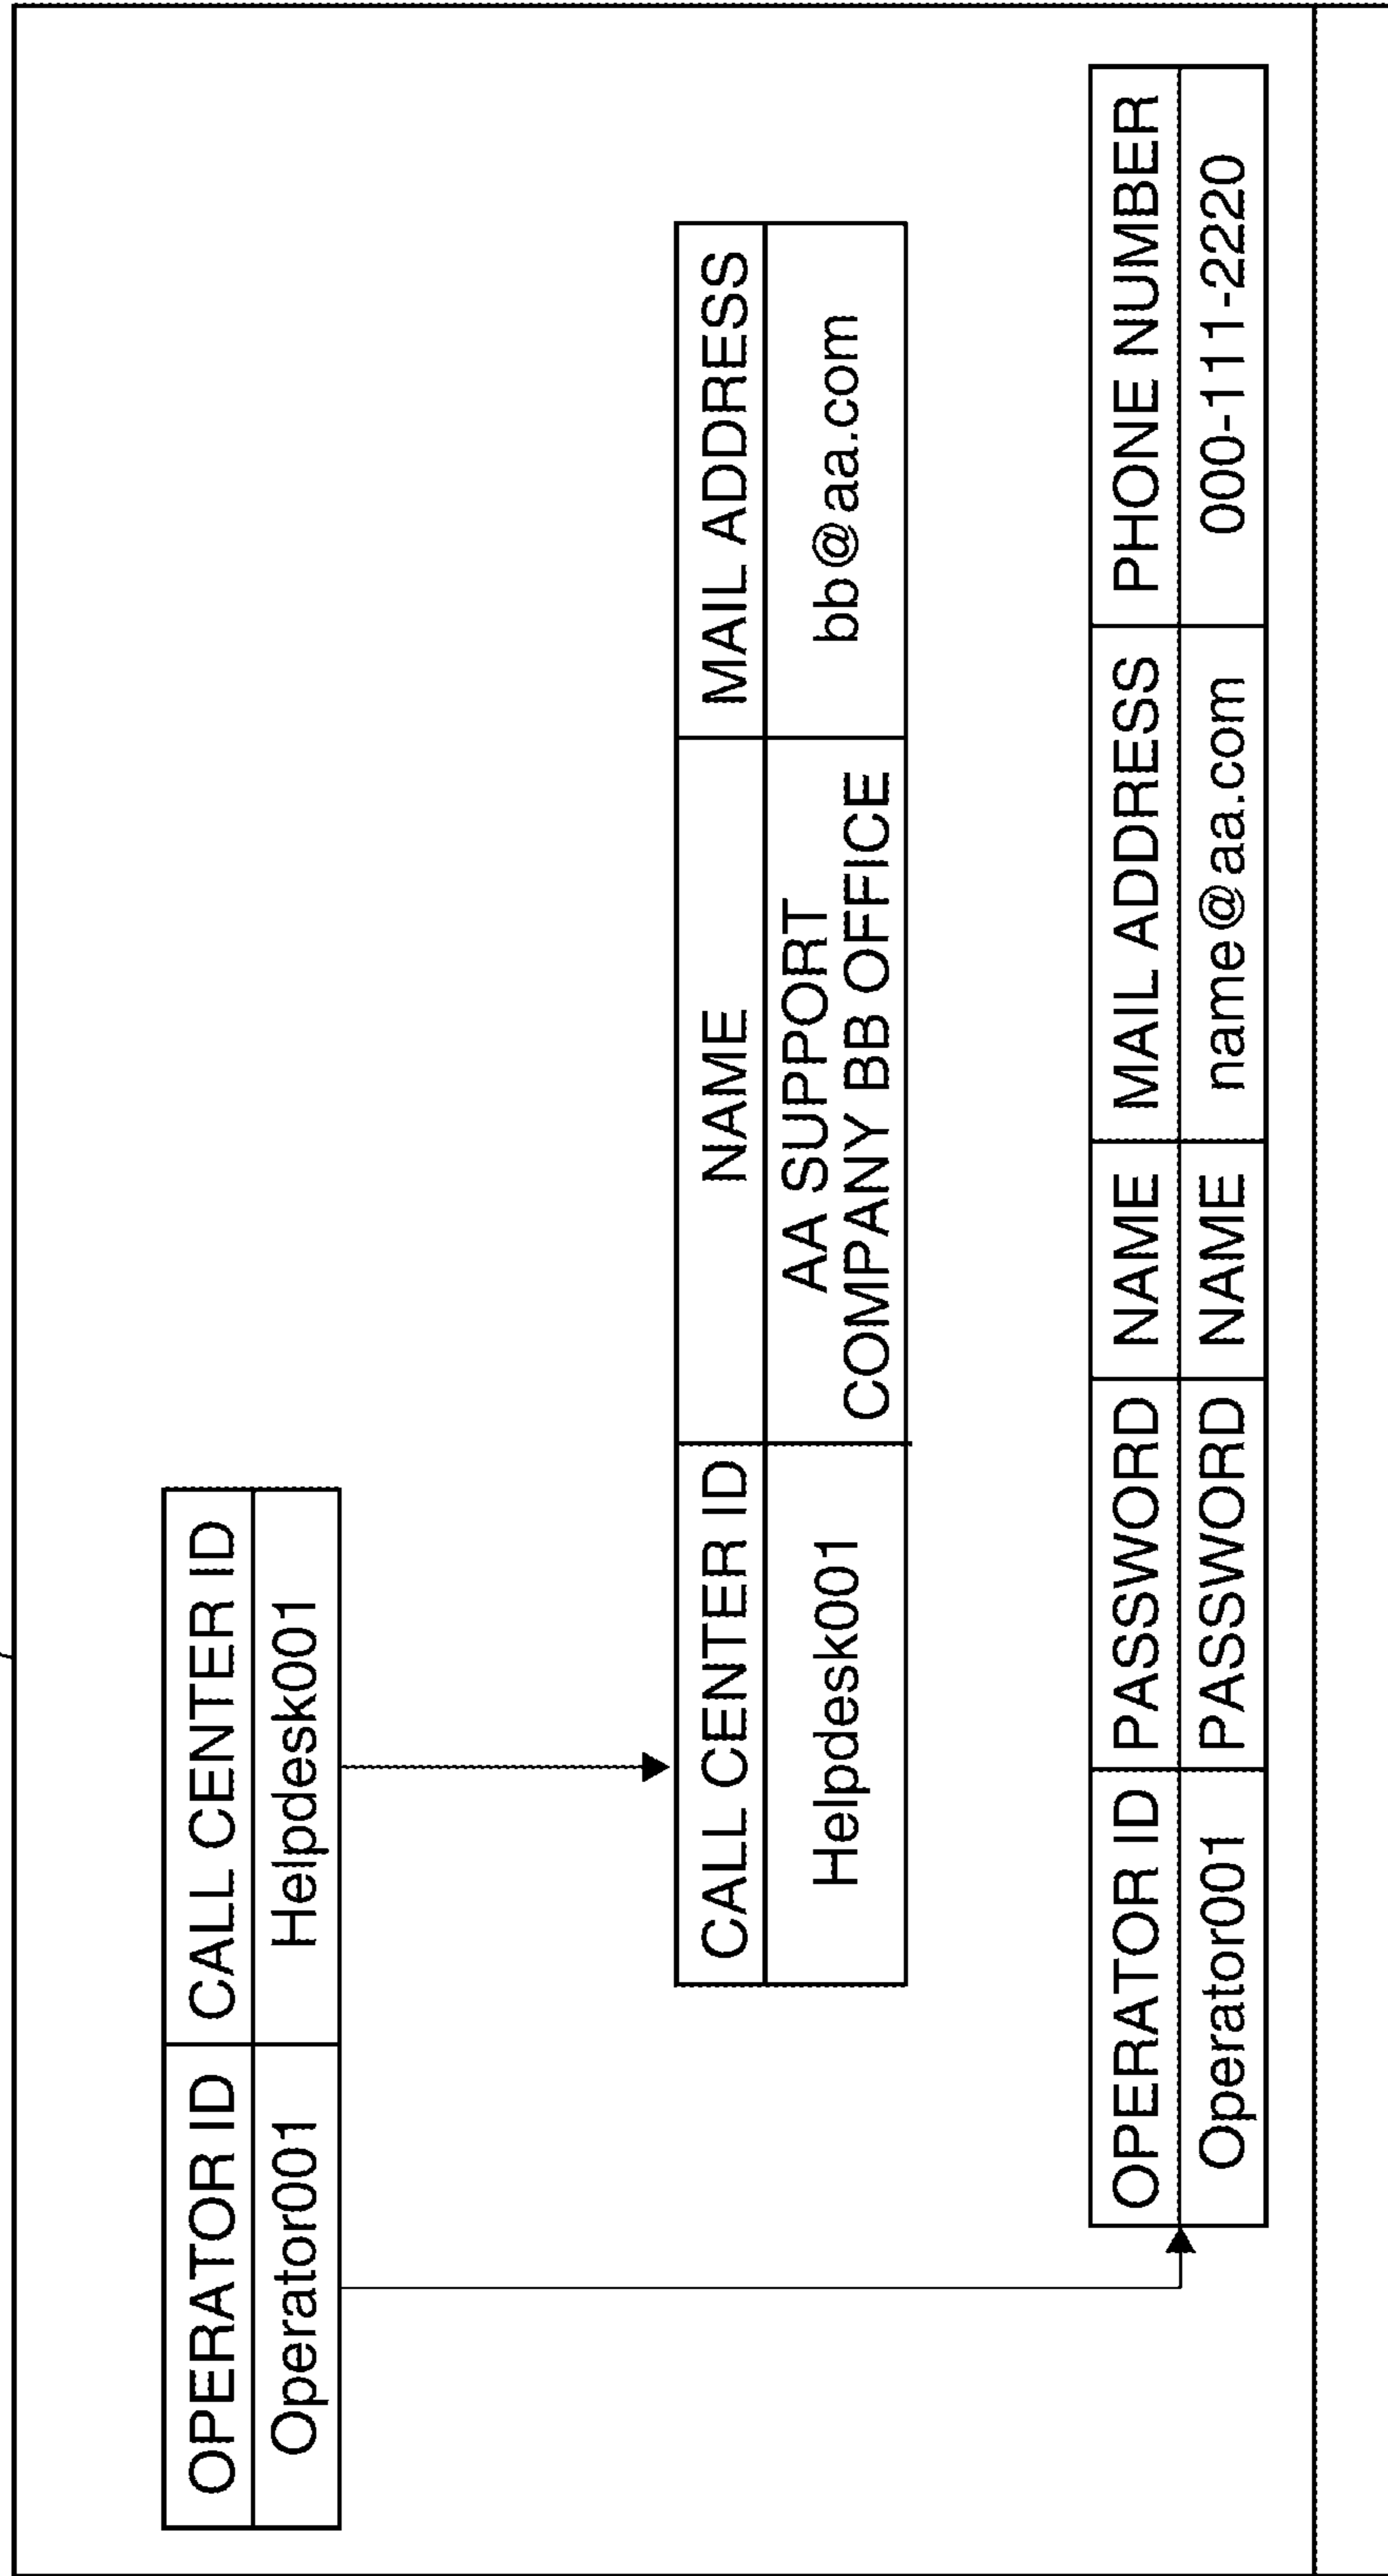 OPERATOR ID CALL CENTER ID
Operator001 Helpdesk001
CALL CENTER ID NAME MAIL ADDRESS
Helpdesk001 AA SUPPORT COMPANY BB OFFICE bb@aa.com
OPERATOR ID PASSWORD NAME MAIL ADDRESS PHONE NUMBER
Operator001 PASSWORD NAME name@aa.com 000-111-2220